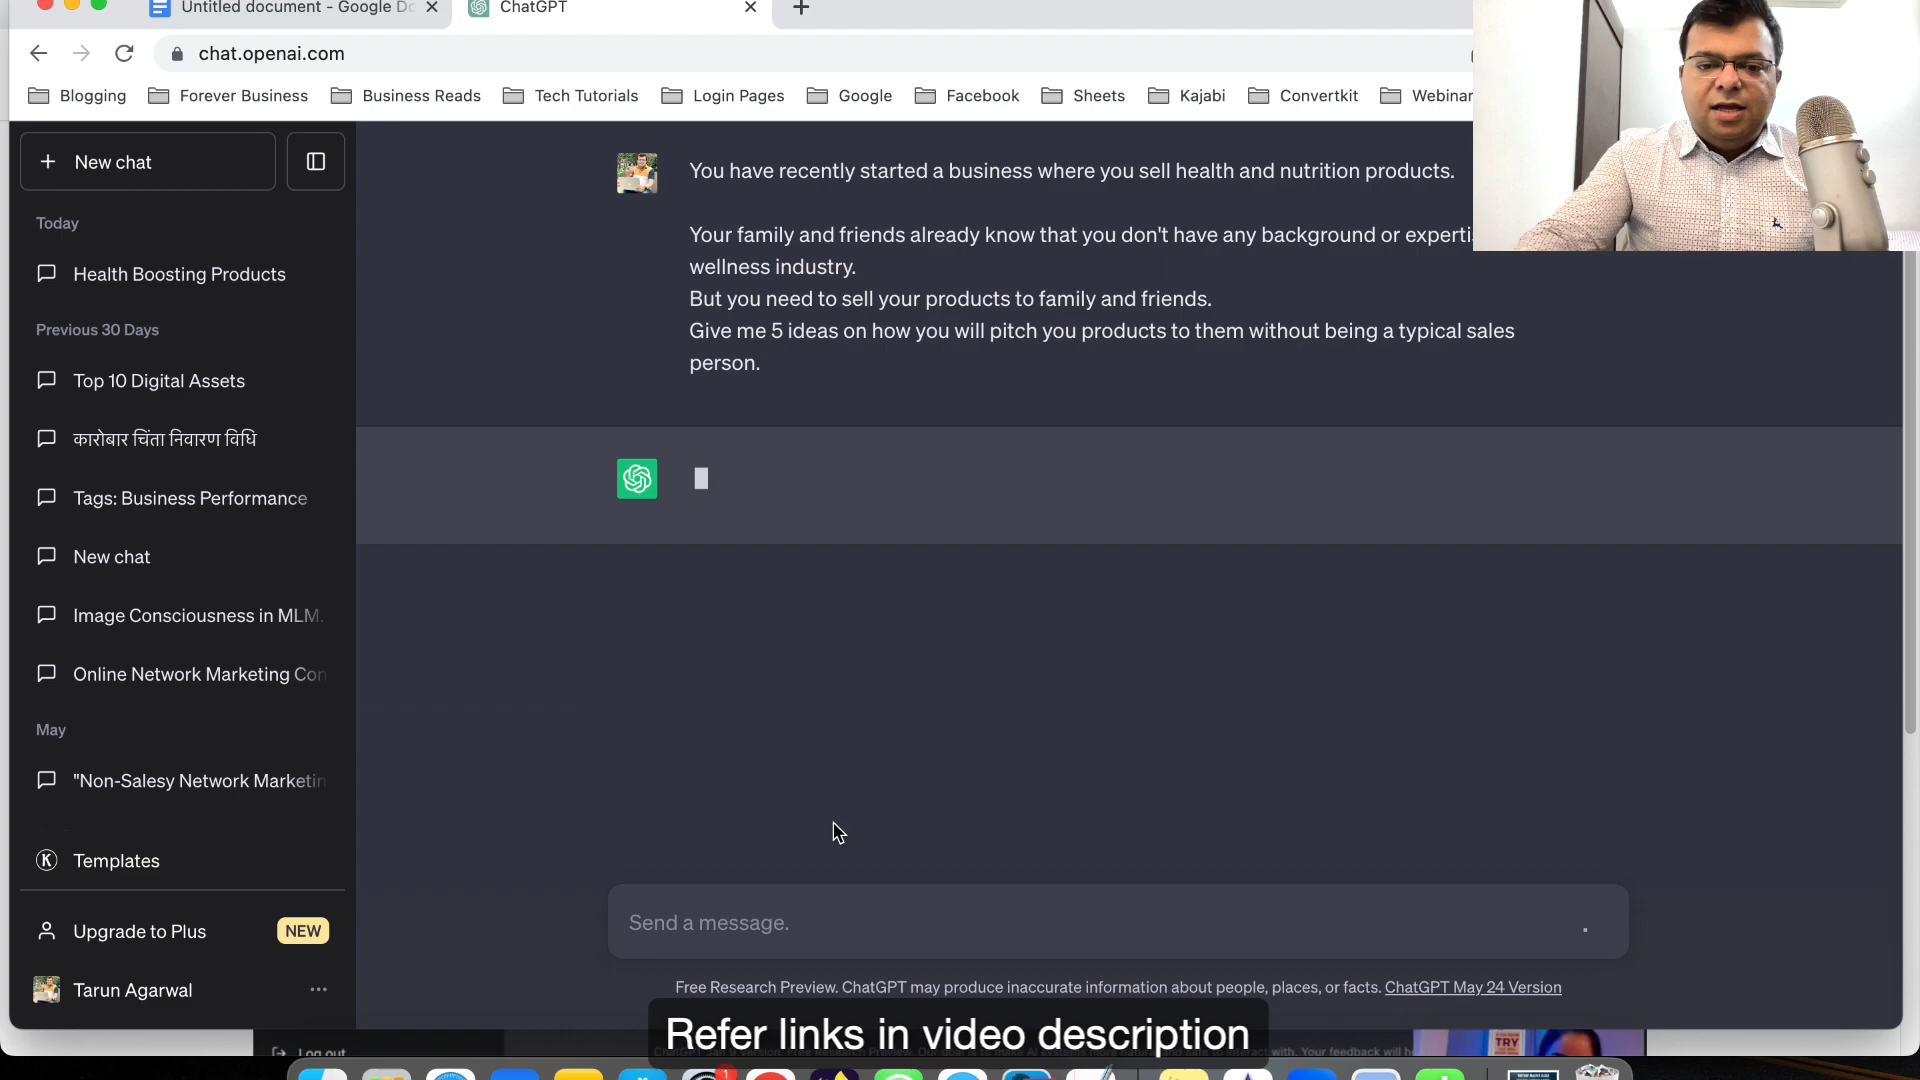 Untitled document - Google Do
ChatGPT
chat.openai.com
Blogging
Forever Business
Business Reads
Tech Tutorials
Login Pages
Google
Facebook
Sheets
Kajabi
Convertkit
Webinar
New chat
Today
Health Boosting Products
Previous 30 Days
Top 10 Digital Assets
कारोबार चिंता निवारण विधि
Tags: Business Performance
New chat
Image Consciousness in MLM.
Online Network Marketing Con
May
"Non-Salesy Network Marketin
K Templates
Upgrade to Plus NEW
Tarun Agarwal
You have recently started a business where you sell health and nutrition products.
Your family and friends already know that you don't have any background or experti
wellness industry.
But you need to sell your products to family and friends.
Give me 5 ideas on how you will pitch you products to them without being a typical sales
person.
Send a message.
Free Research Preview. ChatGPT may produce inaccurate information about people, places, or facts. ChatGPT May 24 Version
Refer links in video description
Log out
TRY
1